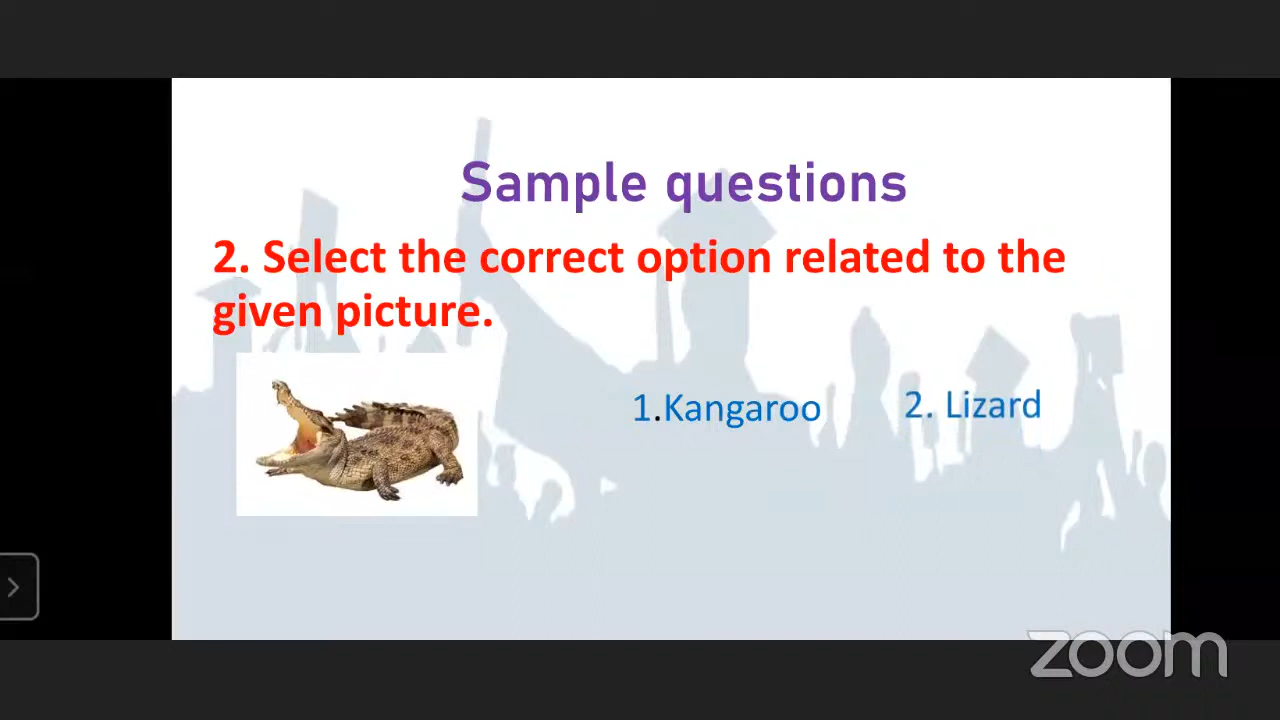 Sample questions
2. Select the correct option related to the
given picture.
1.Kangaroo
2. Lizard
zoom